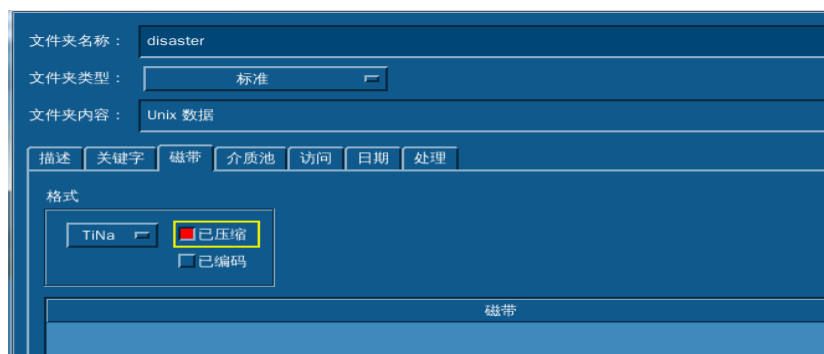 文件夹名称： disaster
文件夹类型： 标准
文件夹内容： Unix 数据
描述 关键字 磁带 介质池 访问 日期 处理
格式
TiNa 已压缩
已编码
磁带